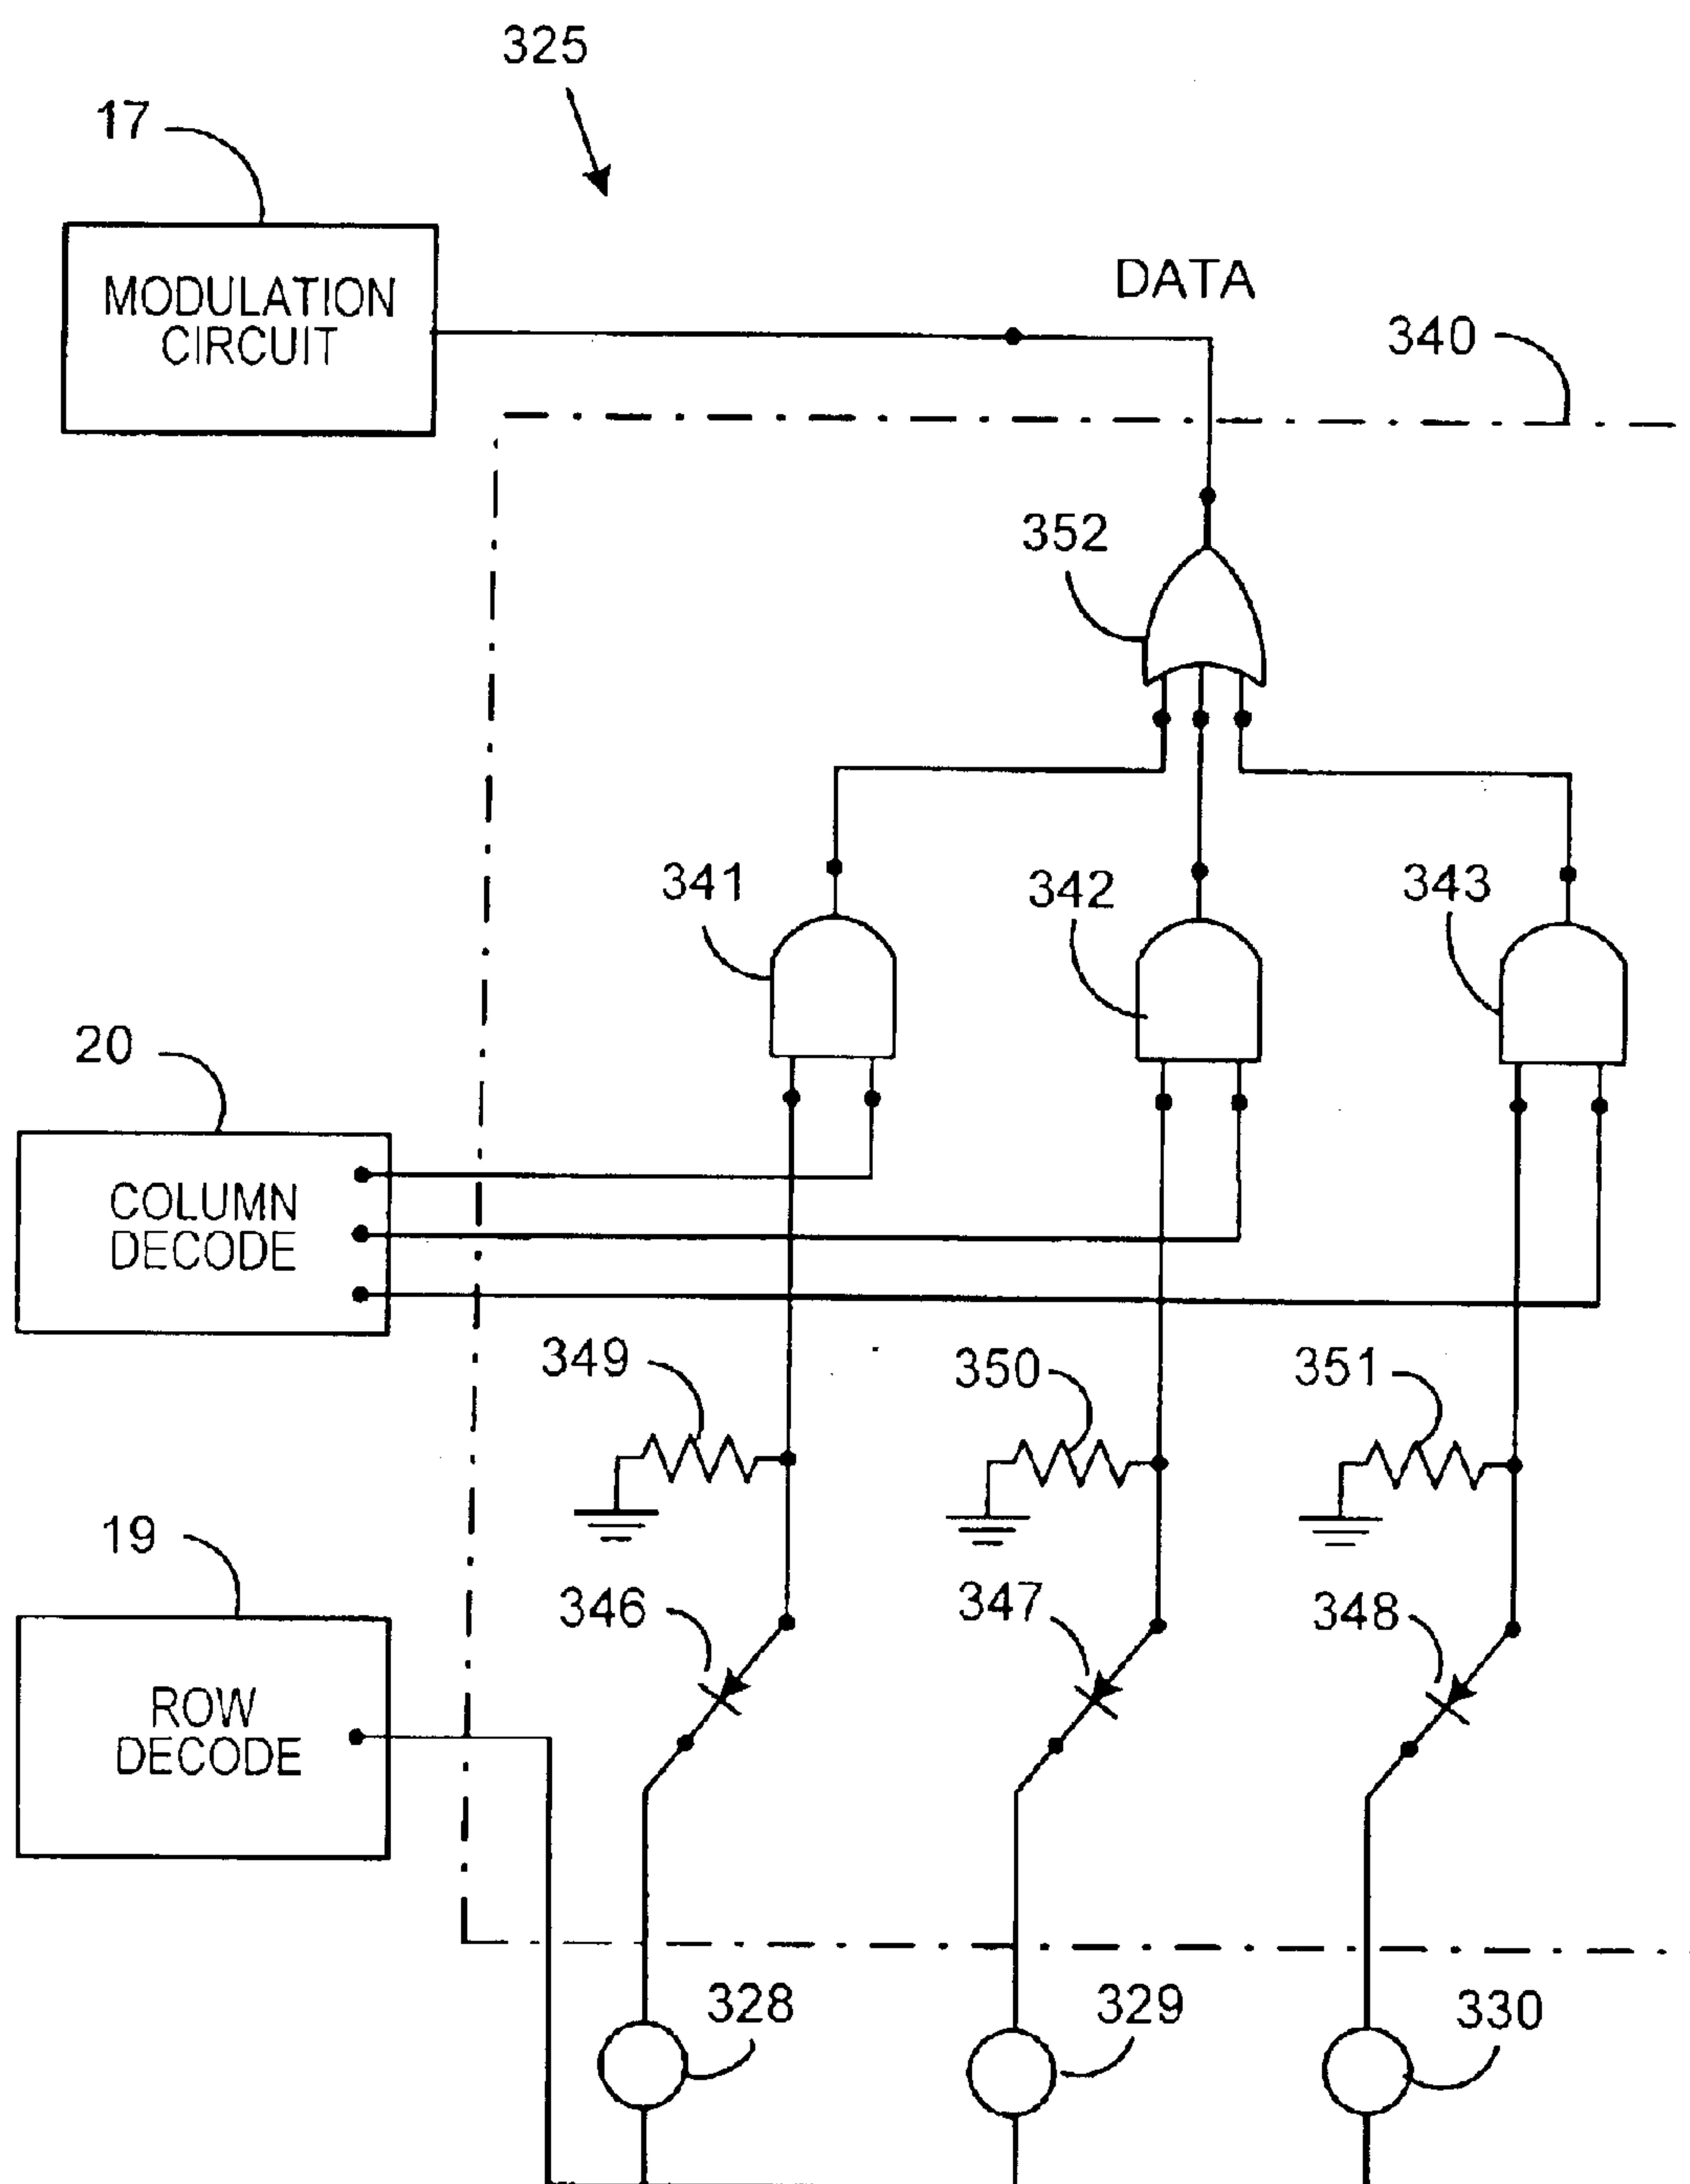 325
17
MODULATION
CIRCUIT
DATA
340
352
341
342
343
20
COLUMN
DECODE
349
350
351
19
346
347
348
ROW
DECODE
328
329
330